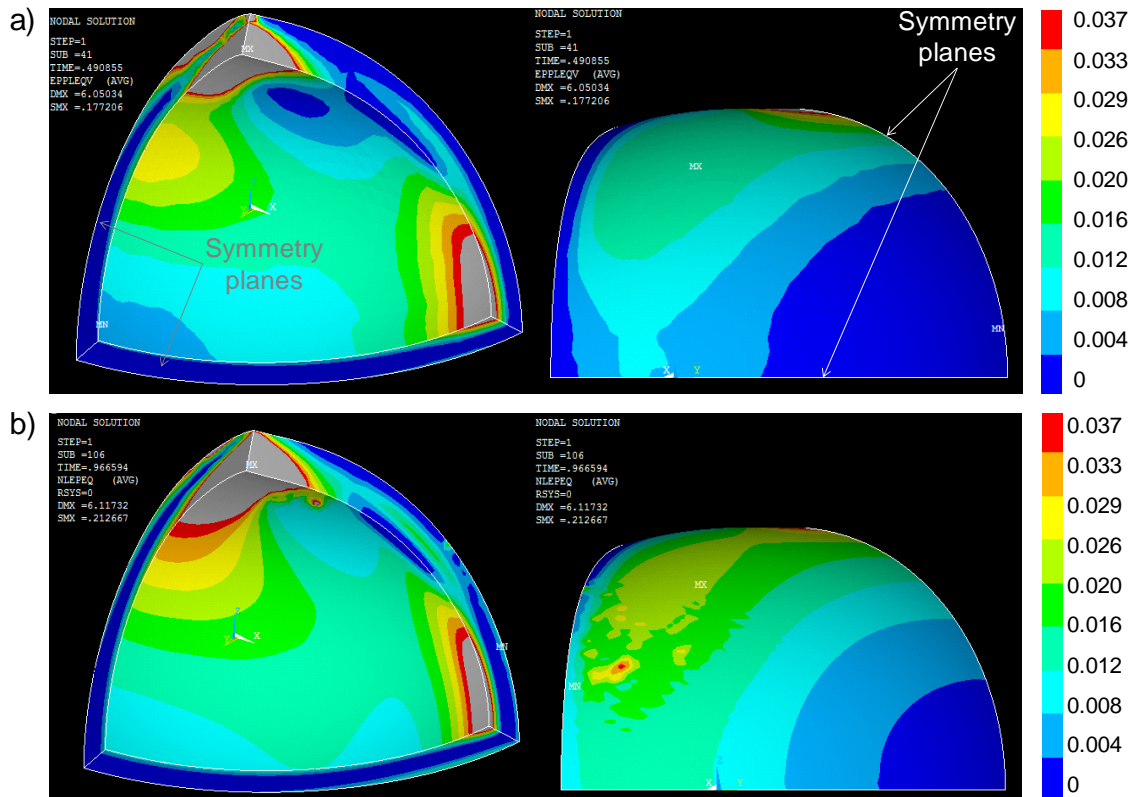 a)
NODAL SOLUTION
STEP=1
SUB =41
TIME=.490855
EPPLEQV (AVG)
DMX =6.05034
SMX =.177206
MX
Z
Y
X
Symmetry
planes
MN
NODAL SOLUTION
STEP=1
SUB =41
TIME=.490855
EPPLEQV (AVG)
DMX =6.05034
SMX =.177206
Symmetry
planes
MX
MN
X Y
0.037
0.033
0.029
0.026
0.020
0.016
0.012
0.008
0.004
0
b)
NODAL SOLUTION
STEP=1
SUB =106
TIME=.966594
NLEPEQ (AVG)
RSYS=0
DMX =6.11732
SMX =.212667
MX
Z
Y
X
MN
NODAL SOLUTION
STEP=1
SUB =106
TIME=.966594
NLEPEQ (AVG)
RSYS=0
DMX =6.11732
SMX =.212667
MX
MN
Z
X Y
0.037
0.033
0.029
0.026
0.020
0.016
0.012
0.008
0.004
0